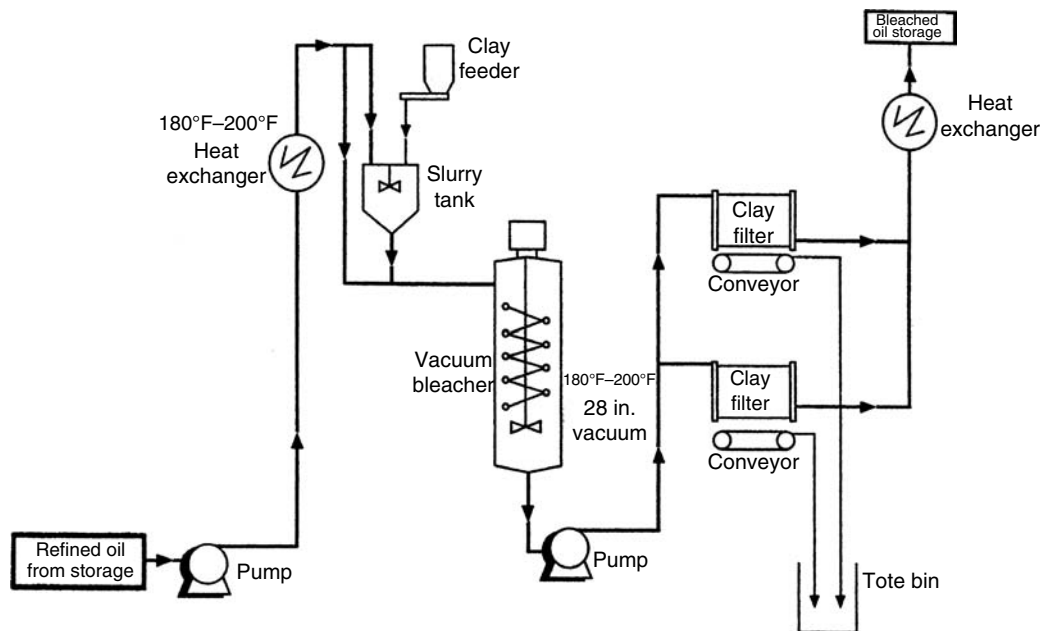 Bleached
oil storage
Clay
feeder
180°F–200°F
Heat
exchanger
Heat
exchanger
Slurry
tank
Clay
filter
Conveyor
Vacuum
bleacher
180°F–200°F
28 in.
vacuum
Clay
filter
Conveyor
Refined oil
from storage
Pump
Pump
Tote bin